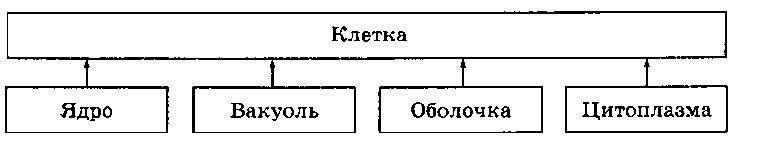 Клетка
Ядро
Вакуоль
Оболочка
Цитоплазма